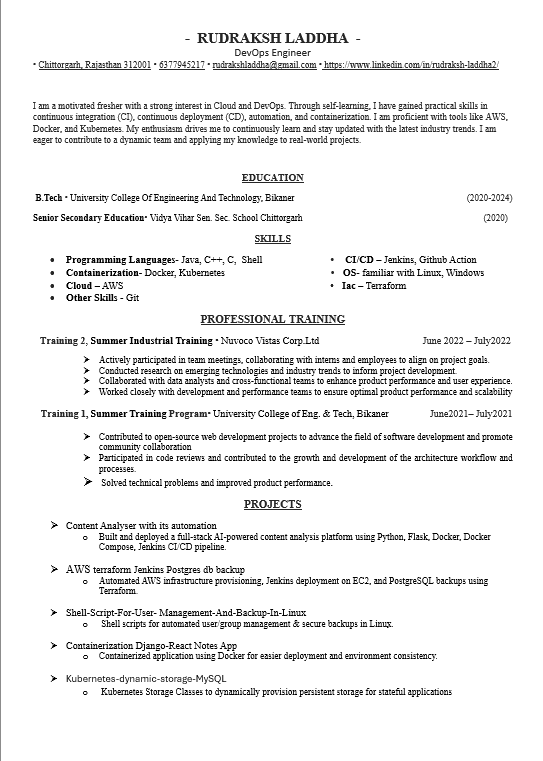 - RUDRAKSH LADDHA -
DevOps Engineer
• Chittorgarh, Rajasthan 312001 • 6377945217 • rudrakshladdha@gmail.com • https://www.linkedin.com/in/rudraksh-laddha2/
I am a motivated fresher with a strong interest in Cloud and DevOps. Through self-learning, I have gained practical skills in
continuous integration (CI), continuous deployment (CD), automation, and containerization. I am proficient with tools like AWS,
Docker, and Kubernetes. My enthusiasm drives me to continuously learn and stay updated with the latest industry trends. I am
eager to contribute to a dynamic team and applying my knowledge to real-world projects.
EDUCATION
B.Tech • University College Of Engineering And Technology, Bikaner (2020-2024)
Senior Secondary Education• Vidya Vihar Sen. Sec. School Chittorgarh (2020)
SKILLS
• Programming Languages- Java, C++, C, Shell
• Containerization- Docker, Kubernetes
• Cloud – AWS
• Other Skills - Git
• CI/CD – Jenkins, Github Action
• OS- familiar with Linux, Windows
• Iac – Terraform
PROFESSIONAL TRAINING
Training 2, Summer Industrial Training • Nuvoco Vistas Corp.Ltd June 2022 – July2022
➢ Actively participated in team meetings, collaborating with interns and employees to align on project goals.
➢ Conducted research on emerging technologies and industry trends to inform project development.
➢ Collaborated with data analysts and cross-functional teams to enhance product performance and user experience.
➢ Worked closely with development and performance teams to ensure optimal product performance and scalability
Training 1, Summer Training Program• University College of Eng. & Tech, Bikaner June2021– July2021
➢ Contributed to open-source web development projects to advance the field of software development and promote
community collaboration
➢ Participated in code reviews and contributed to the growth and development of the architecture workflow and
processes.
➢ Solved technical problems and improved product performance.
PROJECTS
➢ Content Analyser with its automation
o Built and deployed a full-stack AI-powered content analysis platform using Python, Flask, Docker, Docker
Compose, Jenkins CI/CD pipeline.
➢ AWS terraform Jenkins Postgres db backup
o Automated AWS infrastructure provisioning, Jenkins deployment on EC2, and PostgreSQL backups using
Terraform.
➢ Shell-Script-For-User- Management-And-Backup-In-Linux
o Shell scripts for automated user/group management & secure backups in Linux.
➢ Containerization Django-React Notes App
o Containerized application using Docker for easier deployment and environment consistency.
➢ Kubernetes-dynamic-storage-MySQL
o Kubernetes Storage Classes to dynamically provision persistent storage for stateful applications